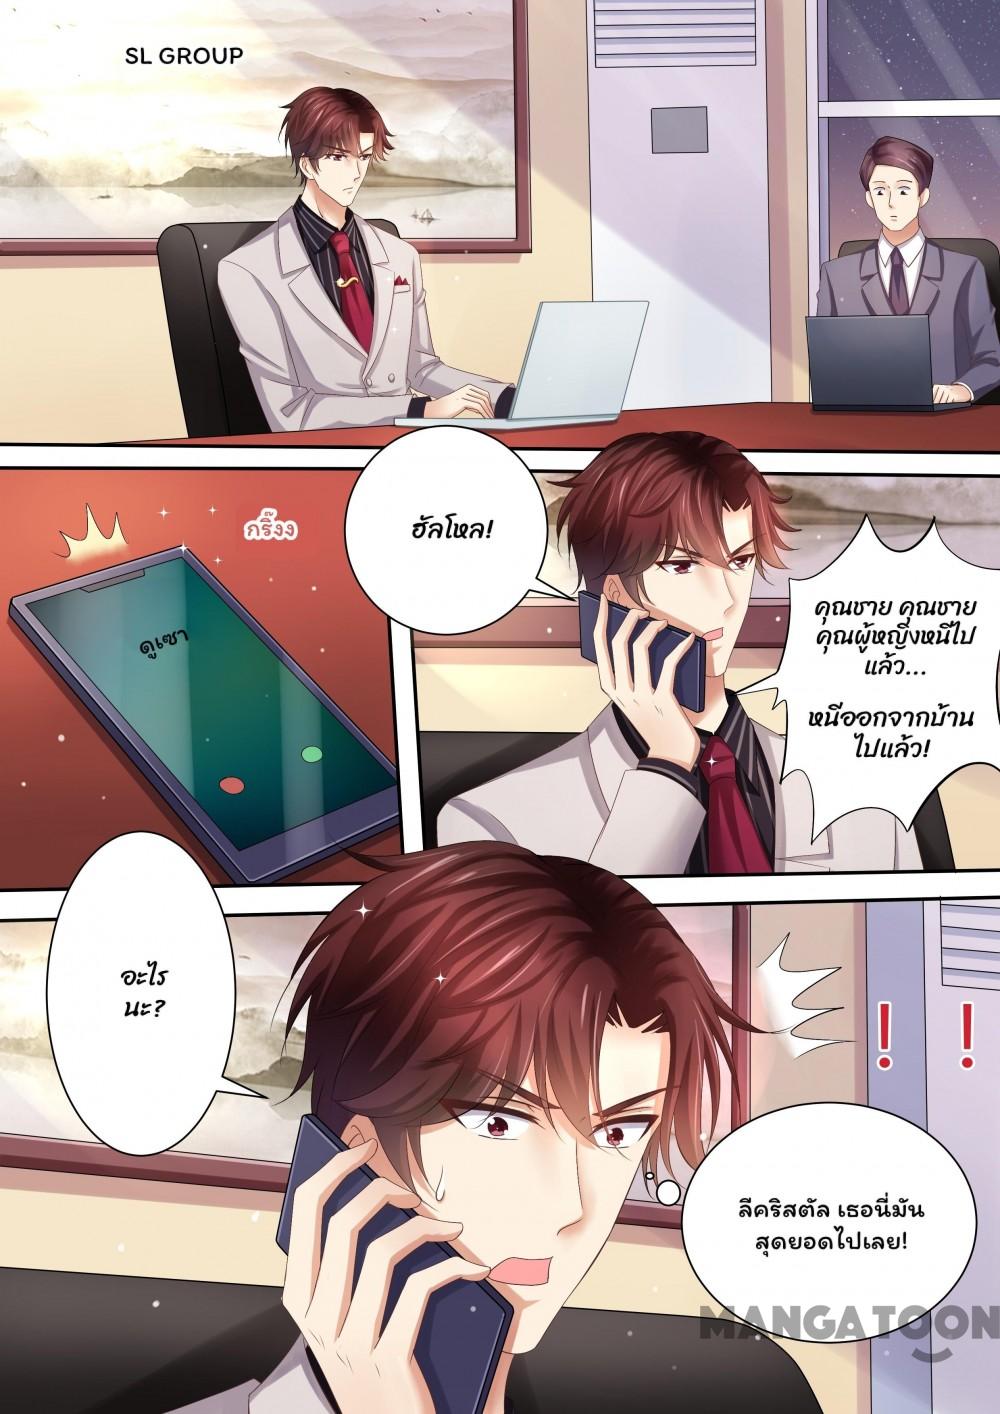 SL GROUP
กริ๊งง
ดูเซา
ฮัลโหล!
คุณชาย คุณชาย
คุณผู้หญิงหนีไป
แล้ว...
หนีออกจากบ้าน
ไปแล้ว!
อะไร
นะ?
! !
ลีคริสตัล เธอนี่มัน
สุดยอดไปเลย!
MANGATOON